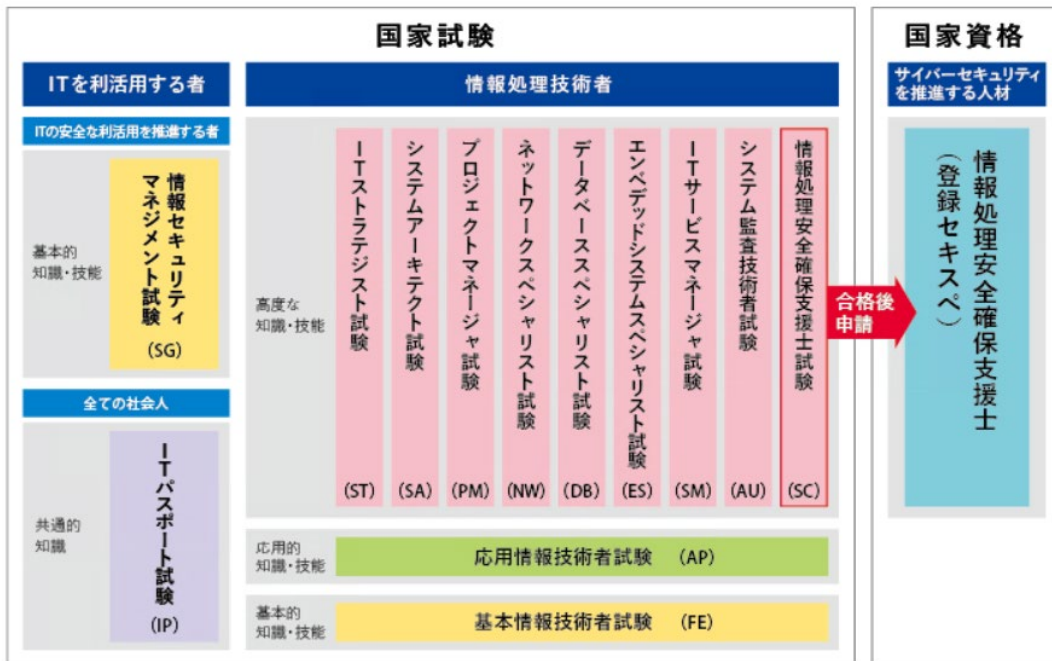 国家試験
ITを利活用する者
ITの安全な利活用を推進する者
基本的
知識・技能
情報セキュリティ
マネジメント試験
(SG)
全ての社会人
共通的
知識
ITパスポート試験
(IP)
情報処理技術者
高度な
知識・技能
ITストラテジスト試験
(ST)
システムアーキテクト試験
(SA)
プロジェクトマネージャ試験
(PM)
ネットワークスペシャリスト試験
(NW)
データベーススペシャリスト試験
(DB)
エンベデッドシステムスペシャリスト試験
(ES)
ITサービスマネージャ試験
(SM)
システム監査技術者試験
(AU)
情報処理安全確保支援士試験
(SC)
応用的
知識・技能
応用情報技術者試験 (AP)
基本的
知識・技能
基本情報技術者試験 (FE)
合格後
申請
国家資格
サイバーセキュリティ
を推進する人材
情報処理安全確保支援士
(登録セキスペ)